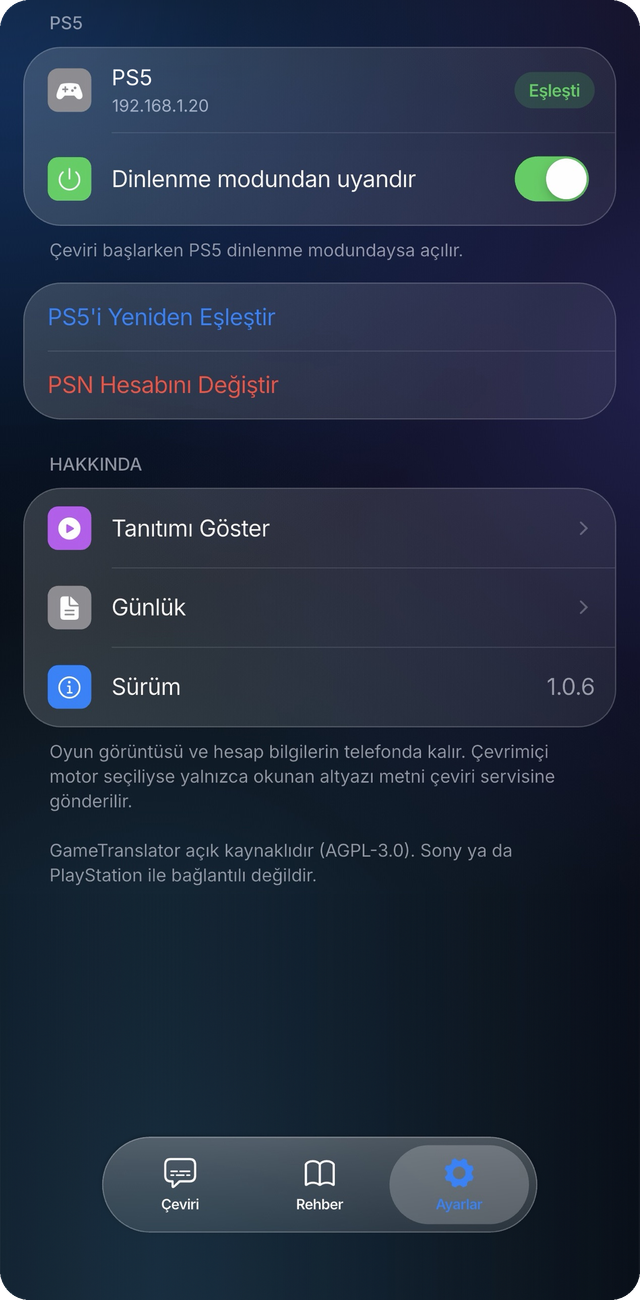 PS5
PS5
192.168.1.20
Eşleşti
Dinlenme modundan uyandır
Çeviri başlarken PS5 dinlenme modundaysa açılır.
PS5'i Yeniden Eşleştir
PSN Hesabını Değiştir
HAKKINDA
Tanıtımı Göster
Günlük
Sürüm
1.0.6
Oyun görüntüsü ve hesap bilgilerin telefonda kalır. Çevrimiçi
motor seçiliyse yalnızca okunan altyazı metni çeviri servisine
gönderilir.
GameTranslator açık kaynaklıdır (AGPL-3.0). Sony ya da
PlayStation ile bağlantılı değildir.
Çeviri
Rehber
Ayarlar